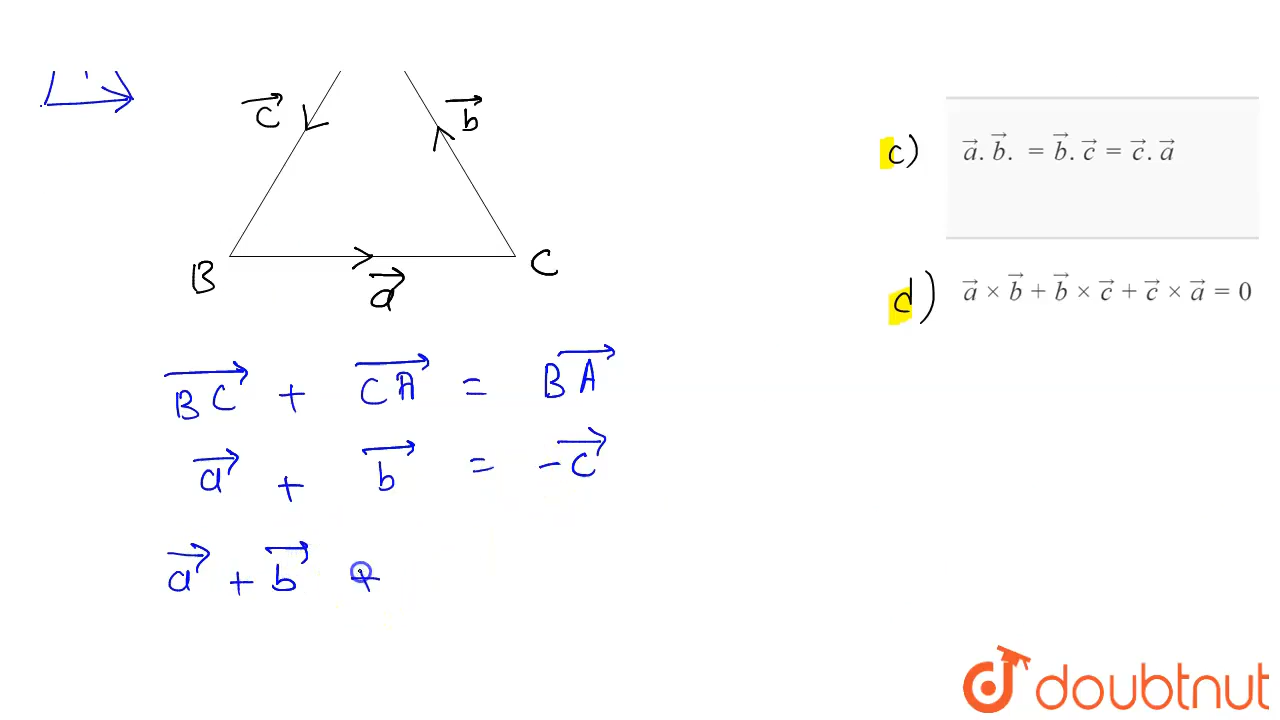 →c →b
B →a C
→BC + →CA = →BA
→a + →b = -→c
→a + →b +
c) →a. →b. = →b. →c = →c. →a
d) →a × →b + →b × →c + →c × →a = 0
doubtnut